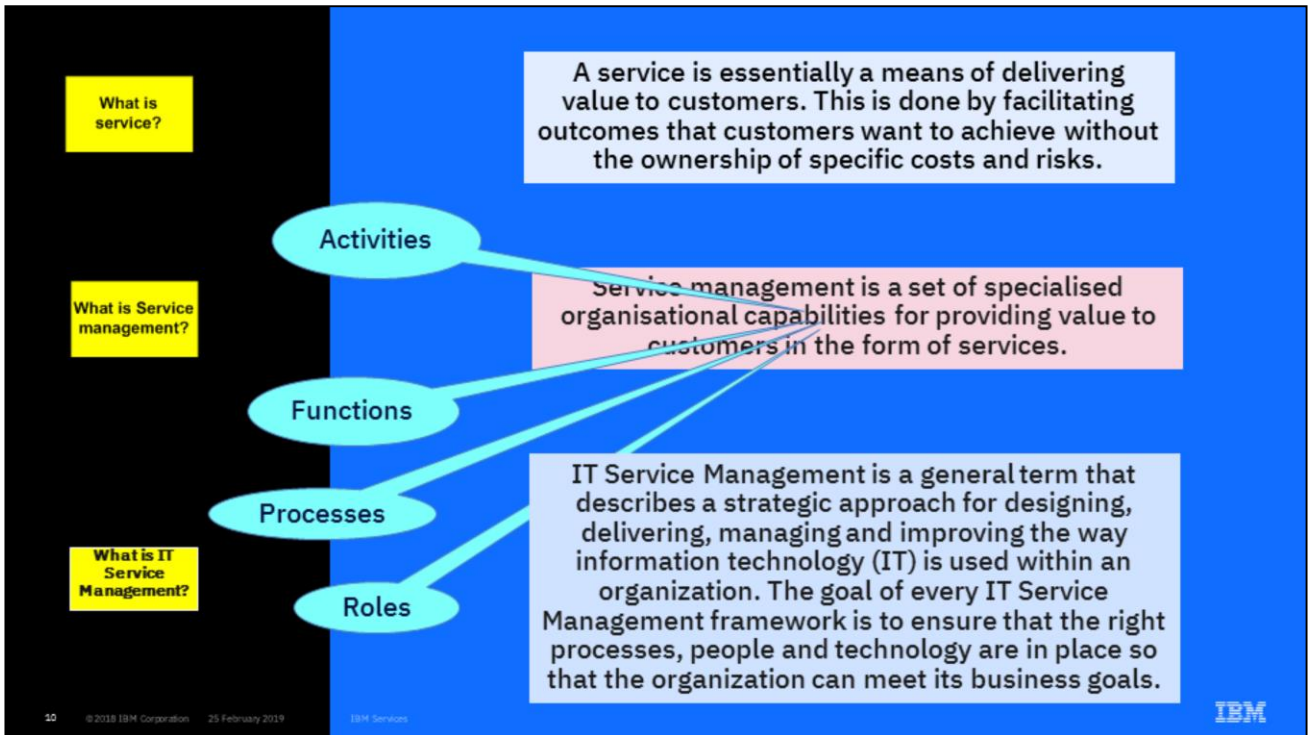 What is
service?
A service is essentially a means of delivering
value to customers. This is done by facilitating
outcomes that customers want to achieve without
the ownership of specific costs and risks.
Activities
What is Service
management?
Service management is a set of specialised
organisational capabilities for providing value to
customers in the form of services.
Functions
Processes
Roles
What is IT
Service
Management?
IT Service Management is a general term that
describes a strategic approach for designing,
delivering, managing and improving the way
information technology (IT) is used within an
organization. The goal of every IT Service
Management framework is to ensure that the right
processes, people and technology are in place so
that the organization can meet its business goals.
10 ©2018 IBM Corporation 25 February 2019 IBM Services
IBM